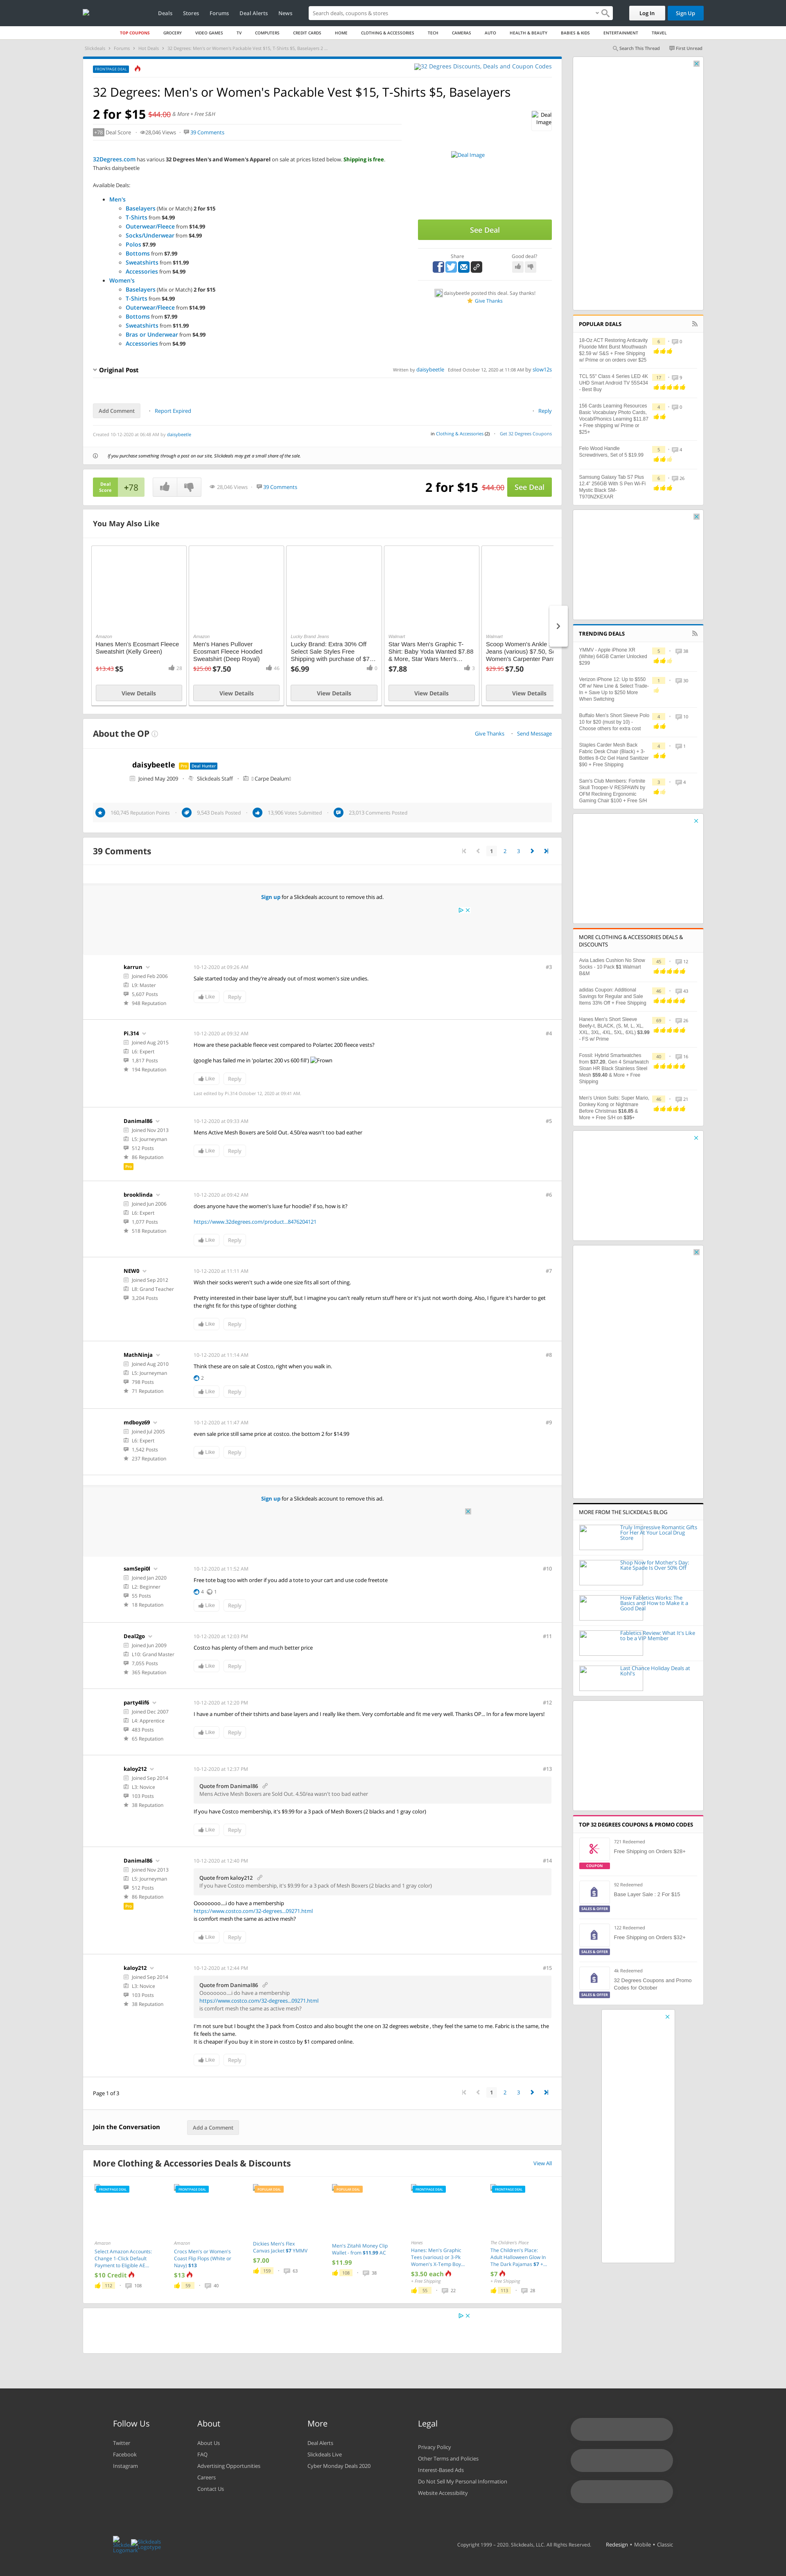 Deals Stores Forums Deal Alerts News
Search deals, coupons & stores
Log In
Sign Up
TOP COUPONS GROCERY VIDEO GAMES TV COMPUTERS CREDIT CARDS HOME CLOTHING & ACCESSORIES TECH CAMERAS AUTO HEALTH & BEAUTY BABIES & KIDS ENTERTAINMENT TRAVEL
Slickdeals Forums Hot Deals 32 Degrees: Men's or Women's Packable Vest $15, T-Shirts $5, Baselayers 2...
Search This Thread First Unread
FRONTPAGE DEAL
32 Degrees Discounts, Deals and Coupon Codes
32 Degrees: Men's or Women's Packable Vest $15, T-Shirts $5, Baselayers
2 for $15 $44.00 & More + Free S&H
+78 Deal Score 28,046 Views 39 Comments
Deal Image
32Degrees.com has various 32 Degrees Men's and Women's Apparel on sale at prices listed below. Shipping is free.
Thanks daisybeetle
Available Deals:
Men's
Baselayers (Mix or Match) 2 for $15
T-Shirts from $4.99
Outerwear/Fleece from $14.99
Socks/Underwear from $4.99
Polos $7.99
Bottoms from $7.99
Sweatshirts from $11.99
Accessories from $4.99
Women's
Baselayers (Mix or Match) 2 for $15
T-Shirts from $4.99
Outerwear/Fleece from $14.99
Bottoms from $7.99
Sweatshirts from $11.99
Bras or Underwear from $4.99
Accessories from $4.99
Deal Image
See Deal
Share
Good deal?
daisybeetle posted this deal. Say thanks!
Give Thanks
Original Post
Written by daisybeetle Edited October 12, 2020 at 11:08 AM by slow12s
Add Comment Report Expired Reply
Created 10-12-2020 at 06:48 AM by daisybeetle
in Clothing & Accessories (2) Get 32 Degrees Coupons
If you purchase something through a post on our site, Slickdeals may get a small share of the sale.
Deal Score +78
28,046 Views 39 Comments
2 for $15 $44.00 See Deal
You May Also Like
Amazon
Hanes Men's Ecosmart Fleece Sweatshirt (Kelly Green)
$13.43 $5
View Details
Amazon
Men's Hanes Pullover Ecosmart Fleece Hooded Sweatshirt (Deep Royal)
$25.00 $7.50
View Details
Lucky Brand Jeans
Lucky Brand: Extra 30% Off Select Sale Styles Free Shipping with purchase of $7...
$6.99
View Details
Walmart
Star Wars Men's Graphic T-Shirt: Baby Yoda Wanted $7.88 & More, Star Wars Men's...
$7.88
View Details
Walmart
Scoop Women's Ankle Jeans (various) $7.50, Women's Carpenter Pan
$29.95 $7.50
View Details
About the OP
Give Thanks Send Message
daisybeetle Pro Deal Hunter
Joined May 2009 Slickdeals Staff Carpe Dealum!
160,745 Reputation Points 9,543 Deals Posted 13,906 Votes Submitted 23,013 Comments Posted
39 Comments
1 2 3
Sign up for a Slickdeals account to remove this ad.
karrun
Joined Feb 2006
L9: Master
5,607 Posts
948 Reputation
10-12-2020 at 09:26 AM
#3
Sale started today and they're already out of most women's size undies.
Like Reply
Pi.314
Joined Aug 2015
L6: Expert
1,817 Posts
194 Reputation
10-12-2020 at 09:32 AM
#4
How are these packable fleece vest compared to Polartec 200 fleece vests?
(google has failed me in 'polartec 200 vs 600 fill') Frown
Like Reply
Last edited by Pi.314 October 12, 2020 at 09:41 AM.
Danimal86
Joined Nov 2013
L5: Journeyman
512 Posts
86 Reputation
Pro
10-12-2020 at 09:33 AM
#5
Mens Active Mesh Boxers are Sold Out. 4.50/ea wasn't too bad eather
Like Reply
brooklinda
Joined Jun 2006
L6: Expert
1,077 Posts
518 Reputation
10-12-2020 at 09:42 AM
#6
does anyone have the women's luxe fur hoodie? if so, how is it?
https://www.32degrees.com/product...8476204121
Like Reply
NEW0
Joined Sep 2012
L8: Grand Teacher
3,204 Posts
10-12-2020 at 11:11 AM
#7
Wish their socks weren't such a wide one size fits all sort of thing.
Pretty interested in their base layer stuff, but I imagine you can't really return stuff here or it's just not worth doing. Also, I figure it's harder to get the right fit for this type of tighter clothing
Like Reply
MathNinja
Joined Aug 2010
L5: Journeyman
798 Posts
71 Reputation
10-12-2020 at 11:14 AM
#8
Think these are on sale at Costco, right when you walk in.
2
Like Reply
mdboyz69
Joined Jul 2005
L6: Expert
1,542 Posts
237 Reputation
10-12-2020 at 11:47 AM
#9
even sale price still same price at costco. the bottom 2 for $14.99
Like Reply
Sign up for a Slickdeals account to remove this ad.
samSepi0l
Joined Jan 2020
L2: Beginner
55 Posts
18 Reputation
10-12-2020 at 11:52 AM
#10
Free tote bag too with order if you add a tote to your cart and use code freetote
4 1
Like Reply
Deal2go
Joined Jun 2009
L10: Grand Master
7,055 Posts
365 Reputation
10-12-2020 at 12:03 PM
#11
Costco has plenty of them and much better price
Like Reply
party4lif6
Joined Dec 2007
L4: Apprentice
483 Posts
65 Reputation
10-12-2020 at 12:20 PM
#12
I have a number of their tshirts and base layers and I really like them. Very comfortable and fit me very well. Thanks OP... In for a few more layers!
Like Reply
kaloy212
Joined Sep 2014
L3: Novice
103 Posts
38 Reputation
10-12-2020 at 12:37 PM
#13
Quote from Danimal86
Mens Active Mesh Boxers are Sold Out. 4.50/ea wasn't too bad eather
If you have Costco membership, it's $9.99 for a 3 pack of Mesh Boxers (2 blacks and 1 gray color)
Like Reply
Danimal86
Joined Nov 2013
L5: Journeyman
512 Posts
86 Reputation
Pro
10-12-2020 at 12:40 PM
#14
Quote from kaloy212
If you have Costco membership, it's $9.99 for a 3 pack of Mesh Boxers (2 blacks and 1 gray color)
Oooooooo....i do have a membership
https://www.costco.com/32-degrees...09271.html
is comfort mesh the same as active mesh?
Like Reply
kaloy212
Joined Sep 2014
L3: Novice
103 Posts
38 Reputation
10-12-2020 at 12:44 PM
#15
Quote from Danimal86
Ooooooooo....i do have a membership
https://www.costco.com/32-degrees...09271.html
is comfort mesh the same as active mesh?
I'm not sure but I bought the 3 pack from Costco and also bought the one on 32 degrees website , they feel the same to me. Fabric is the same, the fit feels the same.
It is cheaper if you buy it in store in costco by $1 compared online.
Like Reply
Page 1 of 3
1 2 3
Join the Conversation
Add a Comment
More Clothing & Accessories Deals & Discounts
View All
FRONTPAGE DEAL
Amazon
Select Amazon Accounts: Change 1-Click Default Payment to Eligible AE...
$10 Credit
112 108
FRONTPAGE DEAL
Amazon
Crocs Men's or Women's Coast Flip Flops (White or Navy) $13
$13
59 40
POPULAR DEAL
Dickies Men's Flex Canvas Jacket $7 YMMV
$7.00
159 63
POPULAR DEAL
Men's Zitahli Money Clip Wallet - from $11.99 AC
$11.99
108 38
FRONTPAGE DEAL
Hanes
Hanes: Men's Graphic Tees (various) or 3-Pk Women's X-Temp Boy...
$3.50 each
+ Free Shipping
50 22
FRONTPAGE DEAL
The Children's Place
The Children's Place: Adult Halloween Glow In The Dark Pajamas $7 +...
$7
+ Free Shipping
113 28
POPULAR DEALS
18-Oz ACT Restoring Anticavity Fluoride Mint Burst Mouthwash $2.59 w/ S&S + Free Shipping w/ Prime or on orders over $25
TCL 55" Class 4 Series LED 4K UHD Smart Android TV 55S434 - Best Buy
156 Cards Learning Resources Basic Vocabulary Photo Cards, Vocab/Phonics Learning $11.87 + Free shipping w/ Prime or $25+
Felo Wood Handle Screwdrivers, Set of 5 $19.99
Samsung Galaxy Tab S7 Plus 12.4" 256GB With S Pen Wi-Fi Mystic Black SM-T970NZKEXAR
TRENDING DEALS
YMMV - Apple iPhone XR (White) 64GB Carrier Unlocked $299
Verizon iPhone 12: Up to $550 Off w/ New Line & Select Trade-In + Save Up to $250 More When Switching
Buffalo Men's Short Sleeve Polo 10 for $20 (must by 10) - Choose others for extra cost
Staples Carder Mesh Back Fabric Desk Chair (Black) + 3-Bottles 8-Oz Gel Hand Sanitizer $90 + Free Shipping
Sam's Club Members: Fortnite Skull Trooper-V RESPAWN by OFM Reclining Ergonomic Gaming Chair $100 + Free S/H
MORE CLOTHING & ACCESSORIES DEALS & DISCOUNTS
Avia Ladies Cushion No Show Socks - 10 Pack $1 Walmart B&M
adidas Coupon: Additional Savings for Regular and Sale Items 33% Off + Free Shipping
Hanes Men's Short Sleeve Beefy-t, BLACK, (S, M, L, XL, XXL, 3XL, 4XL, 5XL, 6XL) $3.99 - FS w/ Prime
Fossil: Hybrid Smartwatches from $37.20, Gen 4 Smartwatch Sloan HR Black Stainless Steel Mesh $59.40 & More + Free Shipping
Men's Union Suits: Super Mario, Donkey Kong or Nightmare Before Christmas $16.85 & More + Free S/H on $35+
MORE FROM THE SLICKDEALS BLOG
Truly Impressive Romantic Gifts For Her At Your Local Drug Store
Shop Now for Mother's Day: Kate Spade Is Over 50% Off
How Fabletics Works: The Basics and How to Make it a Good Deal
Fabletics Review: What It's Like to be a VIP Member
Last Chance Holiday Deals at Kohl's
TOP 32 DEGREES COUPONS & PROMO CODES
721 Redeemed
Free Shipping on Orders $28+
COUPON
92 Redeemed
Base Layer Sale : 2 For $15
SALES & OFFER
122 Redeemed
Free Shipping on Orders $32+
SALES & OFFER
4k Redeemed
32 Degrees Coupons and Promo Codes for October
SALES & OFFER
Follow Us
Twitter
Facebook
Instagram
About
About Us
FAQ
Advertising Opportunities
Careers
Contact Us
More
Deal Alerts
Slickdeals Live
Cyber Monday Deals 2020
Legal
Privacy Policy
Other Terms and Policies
Interest-Based Ads
Do Not Sell My Personal Information
Website Accessibility
Copyright 1999 - 2020. Slickdeals, LLC. All Rights Reserved.
Redesign • Mobile • Classic